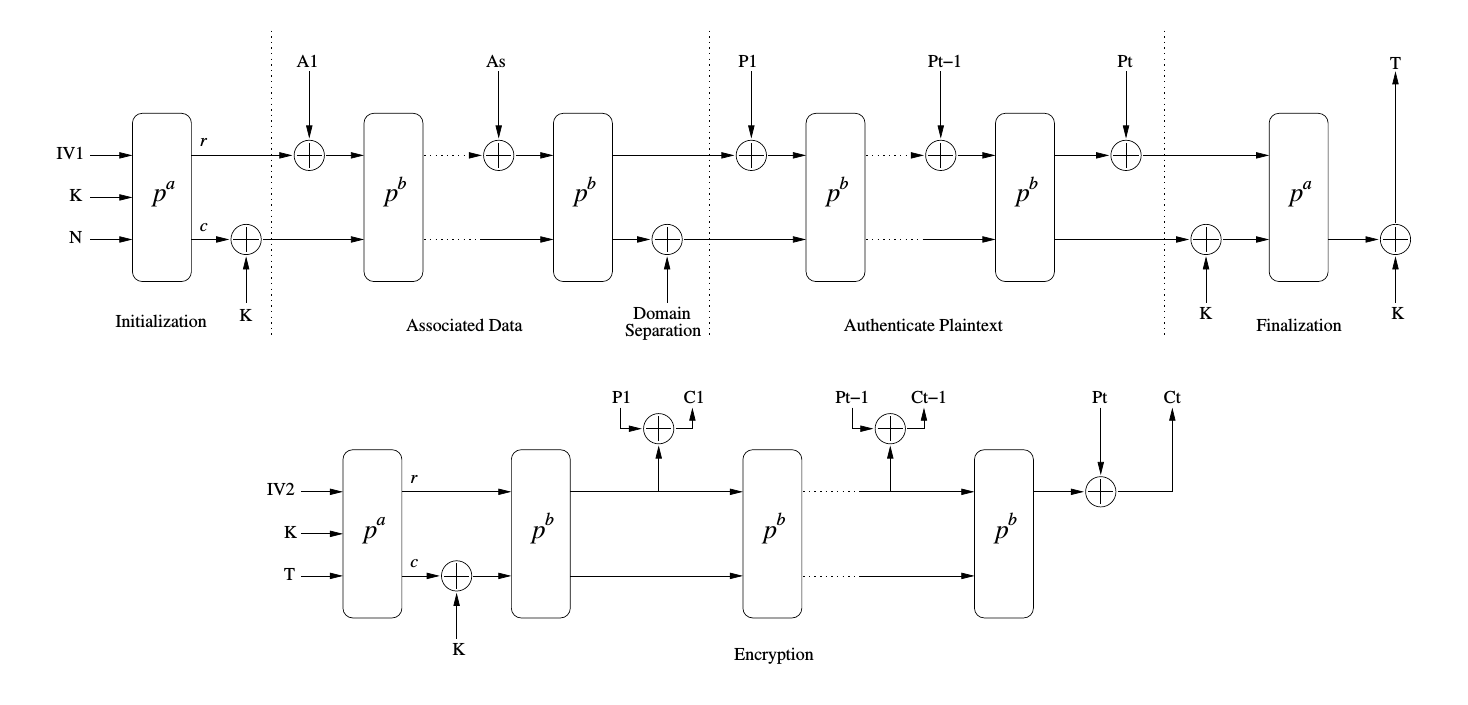 A1
As
P1
Pt−1
Pt
T
IV1
K
N
r
c
p^a
p^b
p^b
p^b
p^b
p^a
K
Domain
Separation
K
K
Initialization
Associated Data
Authenticate Plaintext
Finalization
P1
C1
Pt−1
Ct−1
Pt
Ct
IV2
K
T
r
c
p^a
p^b
p^b
p^b
K
Encryption